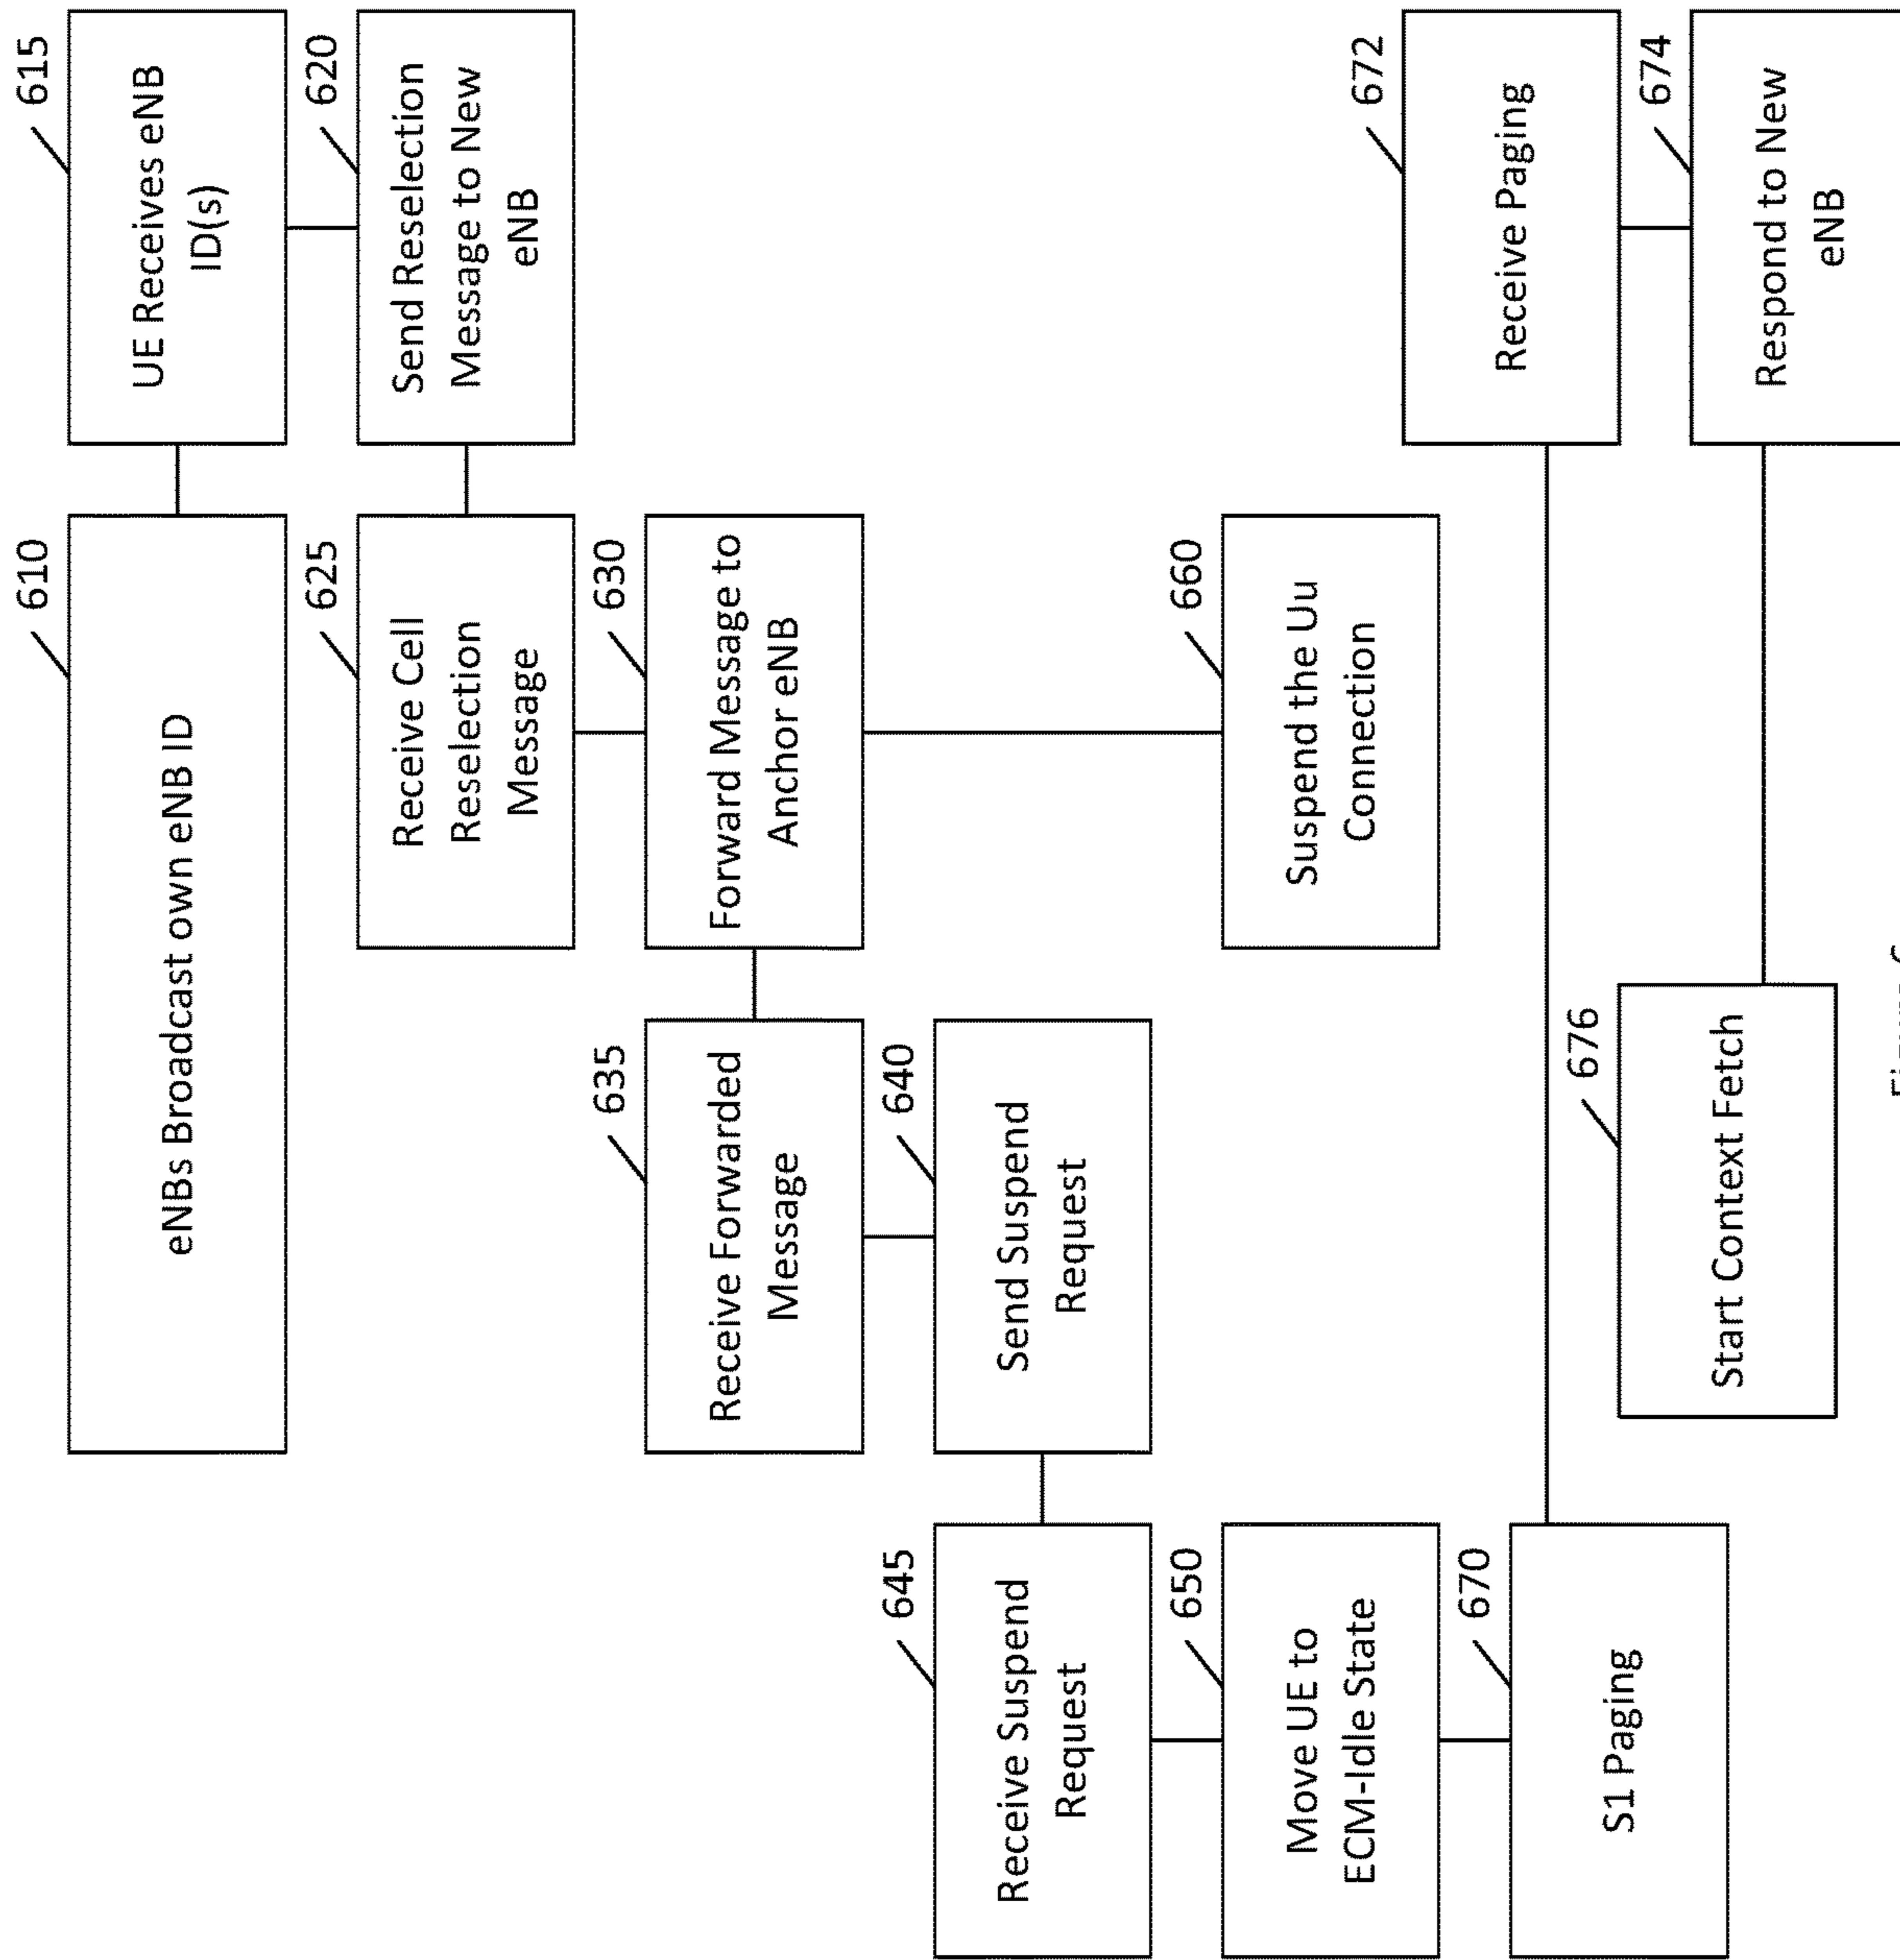 610
eNBs Broadcast own eNB ID
615
UE Receives eNB
ID(s)
625
Receive Cell
Reselection
Message
620
Send Reselection
Message to New
eNB
635
Receive Forwarded
Message
630
Forward Message to
Anchor eNB
645
Receive Suspend
Request
640
Send Suspend
Request
650
Move UE to
ECM-Idle State
660
Suspend the Uu
Connection
670
S1 Paging
672
Receive Paging
676
Start Context Fetch
674
Respond to New
eNB
Figure 6